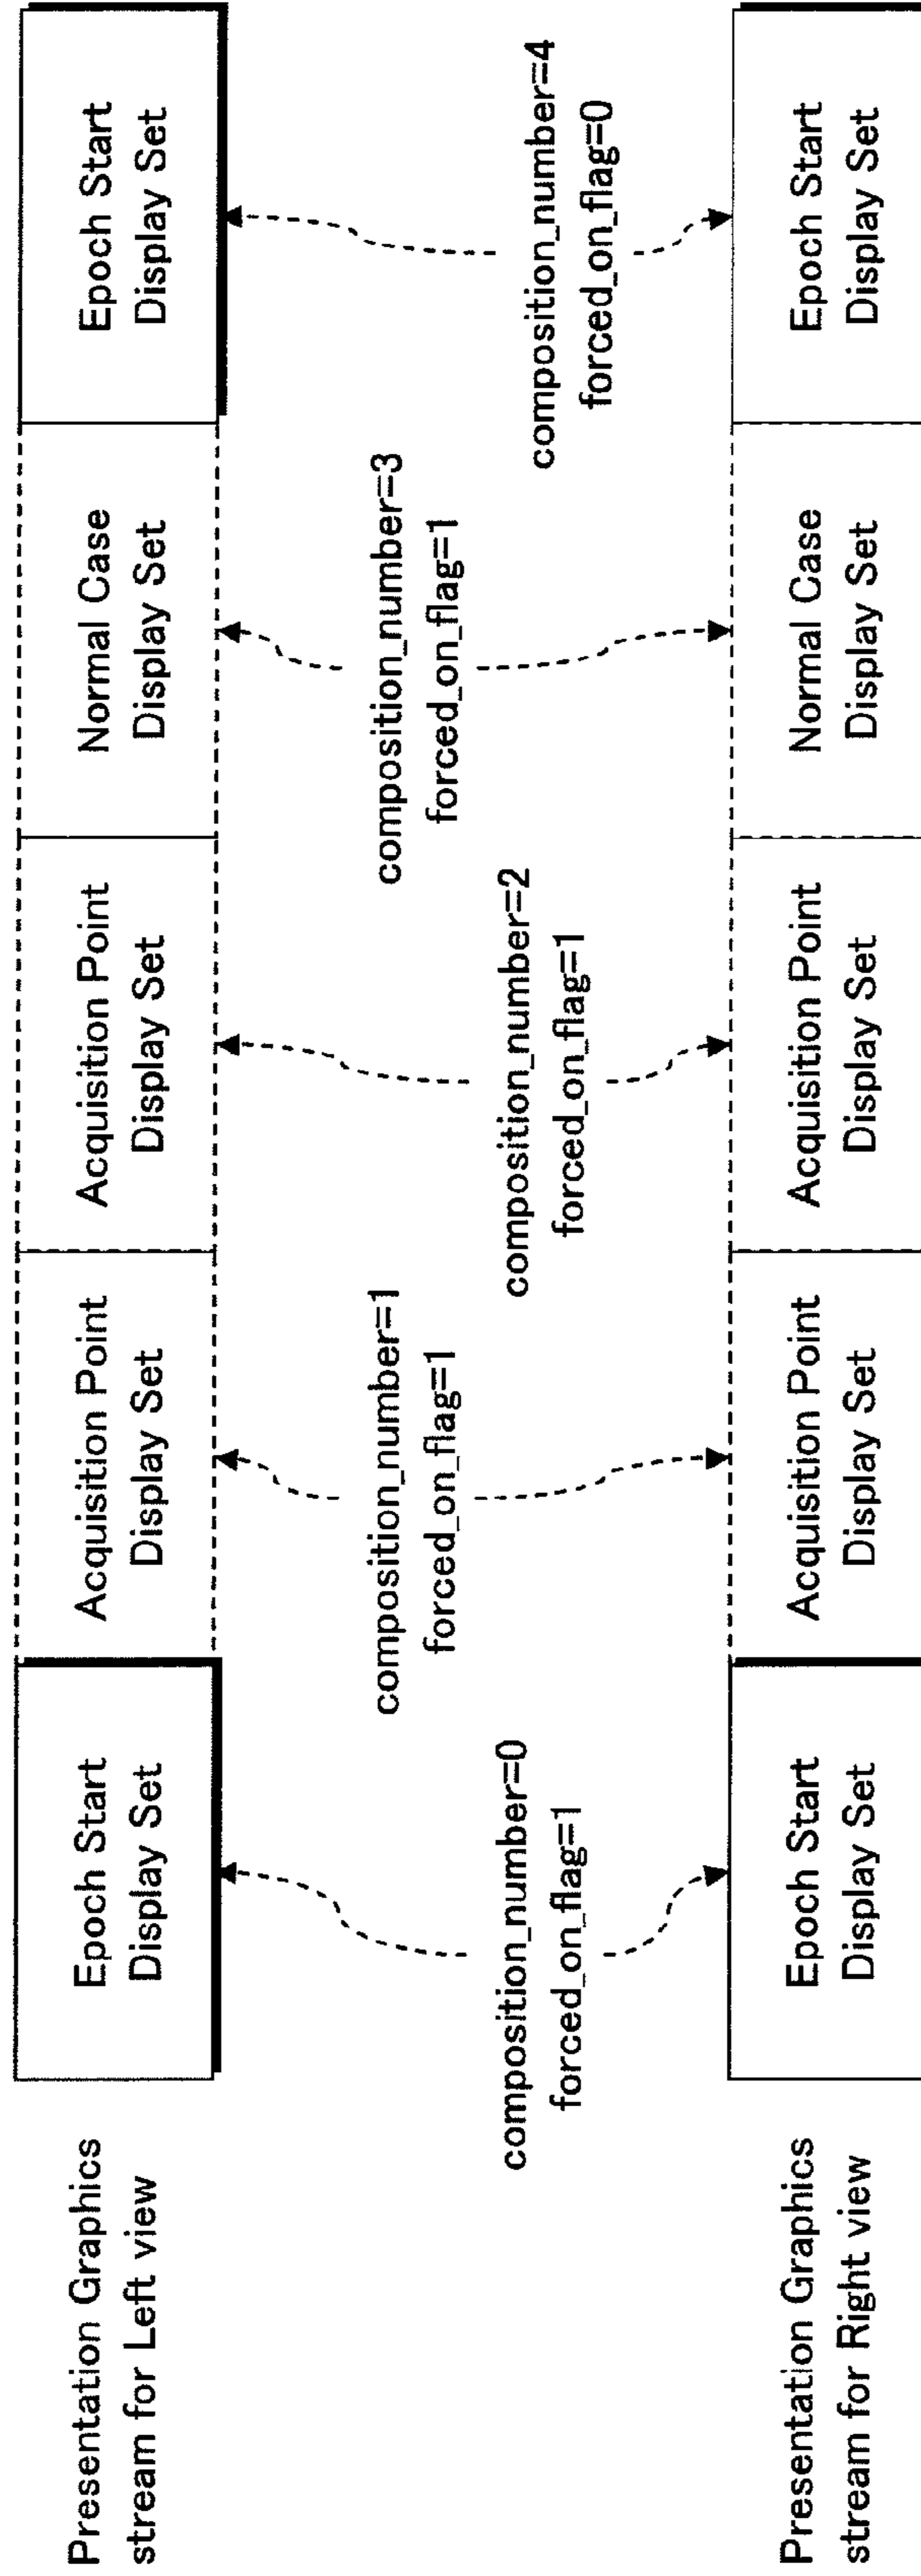 Presentation Graphics
stream for Left view
Epoch Start
Display Set
Acquisition Point
Display Set
Acquisition Point
Display Set
Normal Case
Display Set
Epoch Start
Display Set
composition_number=0
forced_on_flag=1
composition_number=1
forced_on_flag=1
composition_number=2
forced_on_flag=1
composition_number=3
forced_on_flag=1
composition_number=4
forced_on_flag=0
Presentation Graphics
stream for Right view
Epoch Start
Display Set
Acquisition Point
Display Set
Acquisition Point
Display Set
Normal Case
Display Set
Epoch Start
Display Set